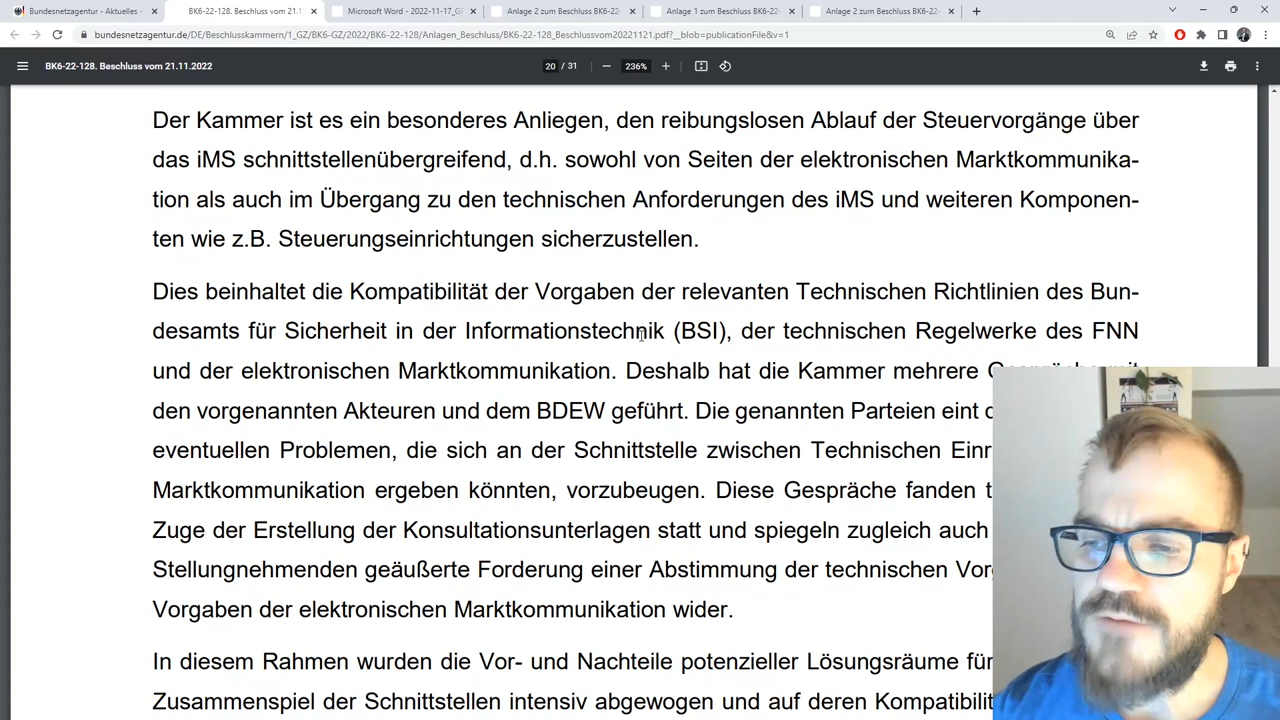 Bundesnetzagentur - Aktuelles -
BK6-22-128. Beschluss vom 21.11
Microsoft Word - 2022-11-17_G
Anlage 2 zum Beschluss BK6-22-
Anlage 1 zum Beschluss BK6-22-
Anlage 2 zum Beschluss BK6-22-
bundesnetzagentur.de/DE/Beschlusskammern/1_GZ/BK6-GZ/2022/BK6-22-128/Anlagen_Beschluss/BK6-22-128_Beschlussvom20221121.pdf?__blob=publicationFile&v=1
BK6-22-128. Beschluss vom 21.11.2022
20 / 31
236%
Der Kammer ist es ein besonderes Anliegen, den reibungslosen Ablauf der Steuervorgänge über
das iMS schnittstellenübergreifend, d.h. sowohl von Seiten der elektronischen Marktkommunika-
tion als auch im Übergang zu den technischen Anforderungen des iMS und weiteren Komponen-
ten wie z.B. Steuerungseinrichtungen sicherzustellen.
Dies beinhaltet die Kompatibilität der Vorgaben der relevanten Technischen Richtlinien des Bun-
desamts für Sicherheit in der Informationstechnik (BSI), der technischen Regelwerke des FNN
und der elektronischen Marktkommunikation. Deshalb hat die Kammer mehrere
den vorgenannten Akteuren und dem BDEW geführt. Die genannten Parteien eint
eventuellen Problemen, die sich an der Schnittstelle zwischen Technischen Einr
Marktkommunikation ergeben könnten, vorzubeugen. Diese Gespräche fanden
Zuge der Erstellung der Konsultationsunterlagen statt und spiegeln zugleich auch
Stellungnehmenden geäußerte Forderung einer Abstimmung der technischen Vor
Vorgaben der elektronischen Marktkommunikation wider.
In diesem Rahmen wurden die Vor- und Nachteile potenzieller Lösungsräume für
Zusammenspiel der Schnittstellen intensiv abgewogen und auf deren Kompatibili